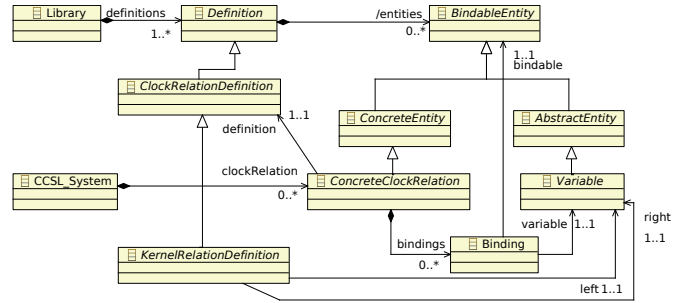 Library
definitions
1..*
Definition
/entities
0..*
BindableEntity
1..1
bindable
ClockRelationDefinition
1..1
definition
ConcreteEntity
AbstractEntity
CCSL_System
clockRelation
0..*
ConcreteClockRelation
Variable
variable
1..1
right
1..1
bindings
0..*
Binding
KernelRelationDefinition
left
1..1